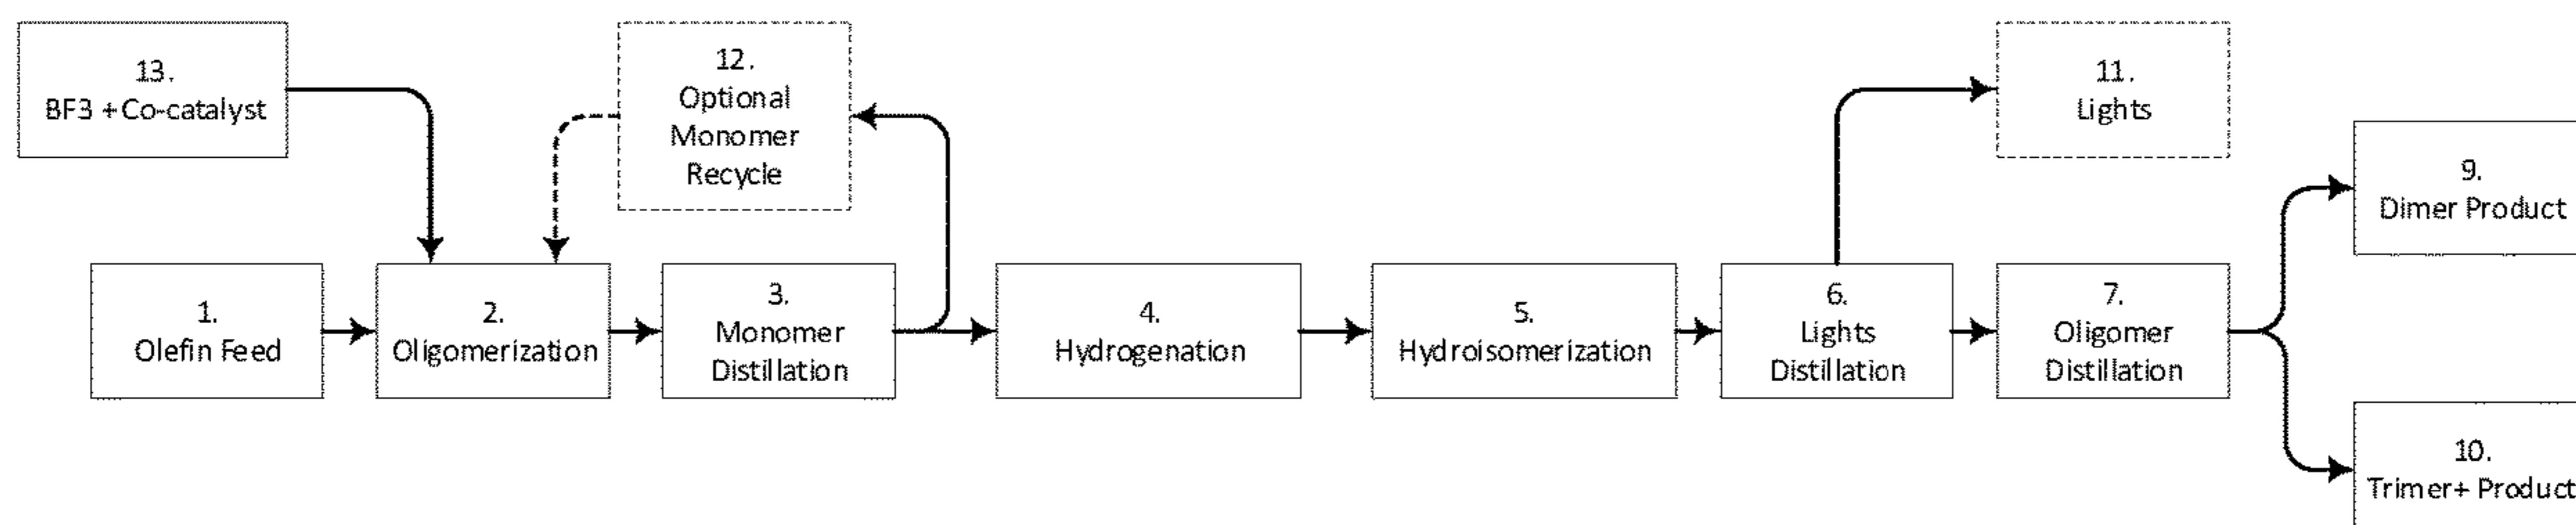 13.
BF3 + Co-catalyst
12.
Optional
Monomer
Recycle
11.
Lights
9.
Dimer Product
1.
Olefin Feed
2.
Oligomerization
3.
Monomer
Distillation
4.
Hydrogenation
5.
Hydroisomerization
6.
Lights
Distillation
7.
Oligomer
Distillation
10.
Trimer+ Product